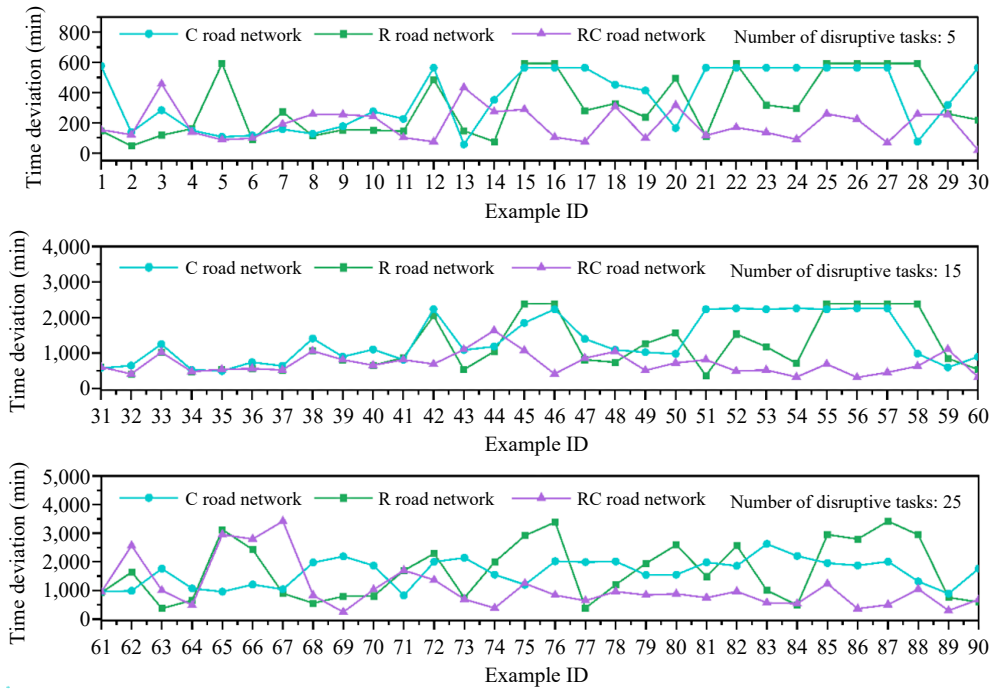 Time deviation (min)
800
600
400
200
0
C road network R road network RC road network
Number of disruptive tasks: 5
1 2 3 4 5 6 7 8 9 10 11 12 13 14 15 16 17 18 19 20 21 22 23 24 25 26 27 28 29 30
Example ID
Time deviation (min)
4,000
3,000
2,000
1,000
0
C road network R road network RC road network
Number of disruptive tasks: 15
31 32 33 34 35 36 37 38 39 40 41 42 43 44 45 46 47 48 49 50 51 52 53 54 55 56 57 58 59 60
Example ID
Time deviation (min)
5,000
4,000
3,000
2,000
1,000
0
C road network R road network RC road network
Number of disruptive tasks: 25
61 62 63 64 65 66 67 68 69 70 71 72 73 74 75 76 77 78 79 80 81 82 83 84 85 86 87 88 89 90
Example ID